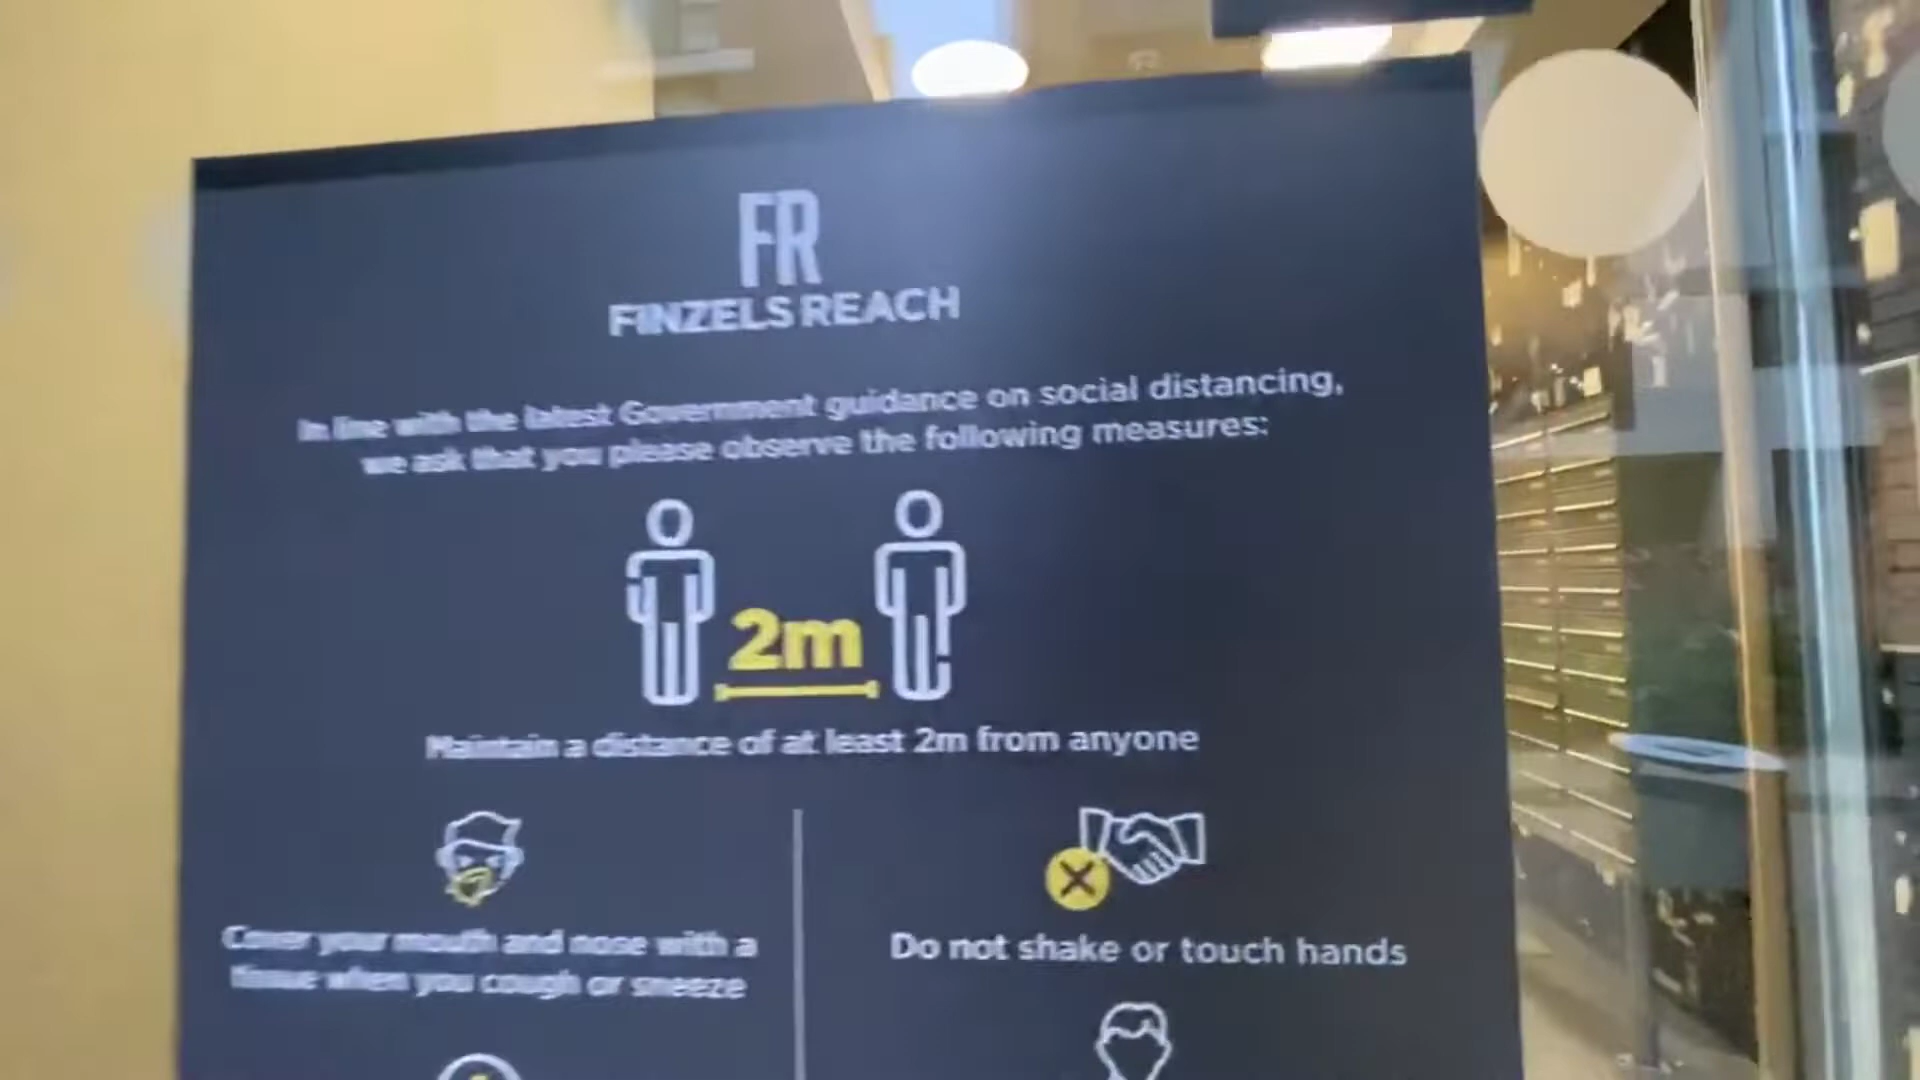 FR
FINZELS REACH
In line with the latest Government guidance on social distancing,
we ask that you please observe the following measures:
2m
Maintain a distance of at least 2m from anyone
Cover your mouth and nose with a
tissue when you cough or sneeze
Do not shake or touch hands